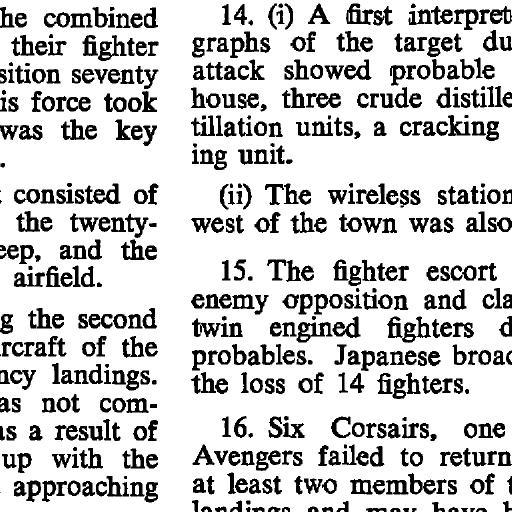 he combined
their fighter
sition seventy
is force took
was the key
.
consisted of
the twenty-
eep, and the
airfield.
g the second
rcraft of the
ncy landings.
as not com-
as a result of
up with the
approaching
14. (i) A first interpret
graphs of the target du
attack showed probable
house, three crude distille
tillation units, a cracking
ing unit.
(ii) The wireless station
west of the town was also
15. The fighter escort
enemy opposition and cla
twin engined fighters d
probables. Japanese broad
the loss of 14 fighters.
16. Six Corsairs, one
Avengers failed to return
at least two members of t
landings and may have b